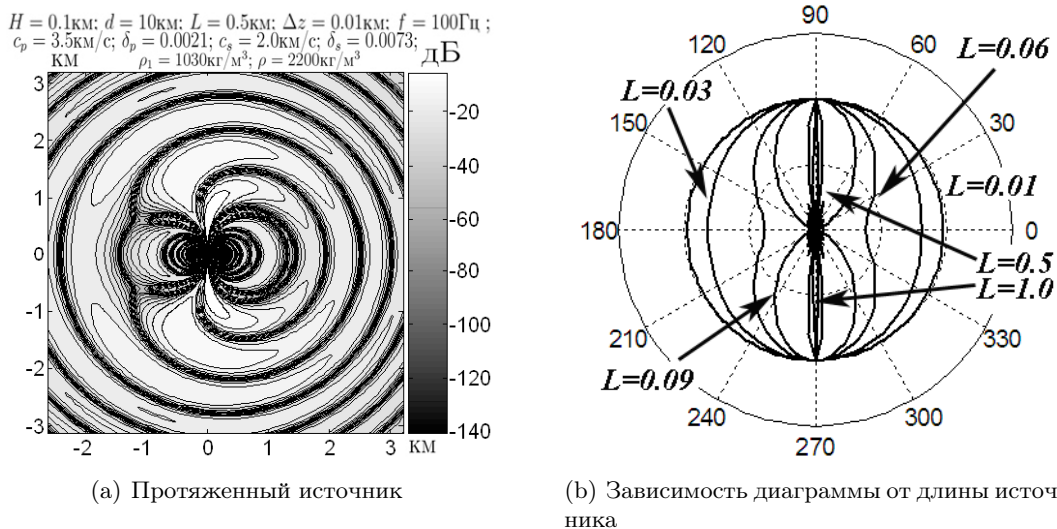 H = 0.1км; d = 10км; L = 0.5км; Δz = 0.01км; f = 100Гц ;
c_p = 3.5км/с; δ_p = 0.0021; c_s = 2.0км/с; δ_s = 0.0073;
КМ ρ₁ = 1030кг/м³; ρ = 2200кг/м³ дБ
3
2
1
0
-1
-2
-3
-2 -1 0 1 2 3 КМ
-20
-40
-60
-80
-100
-120
-140
90
120 60
L=0.06
L=0.03
150 30
L=0.01
180 0
L=0.5
L=1.0
210 330
L=0.09
240 300
270
(a) Протяженный источник
(b) Зависимость диаграммы от длины источ
ника